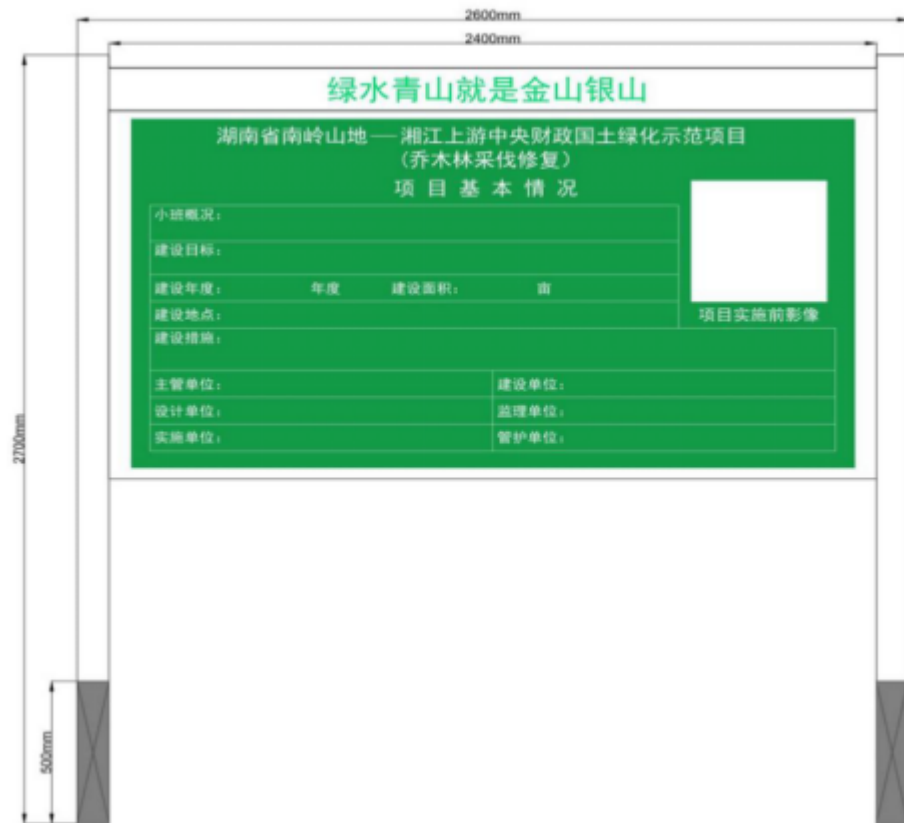 2600mm
2400mm
绿水青山就是金山银山
湖南省南岭山地——湘江上游中央财政国土绿化示范项目
（乔木林采伐修复）
项目基本情况
小班概况：
建设目标：
建设年度： 年度 建设面积： 亩
建设地点：
项目实施前影像
建设措施：
主管单位： 建设单位：
设计单位： 监理单位：
实施单位： 管护单位：
2700mm
500mm